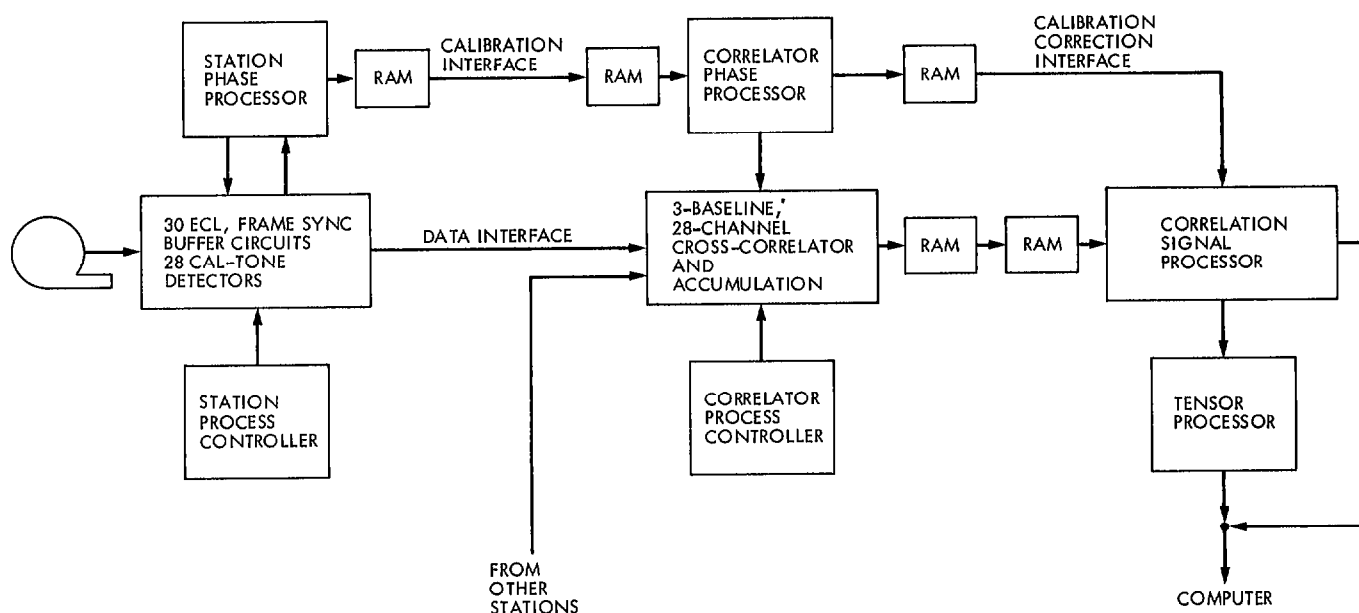 STATION
PHASE
PROCESSOR
RAM
CALIBRATION
INTERFACE
RAM
CORRELATOR
PHASE
PROCESSOR
RAM
CALIBRATION
CORRECTION
INTERFACE
30 ECL, FRAME SYNC
BUFFER CIRCUITS
28 CAL-TONE
DETECTORS
DATA INTERFACE
3-BASELINE,
28-CHANNEL
CROSS-CORRELATOR
AND
ACCUMULATION
RAM
RAM
CORRELATION
SIGNAL
PROCESSOR
STATION
PROCESS
CONTROLLER
CORRELATOR
PROCESS
CONTROLLER
TENSOR
PROCESSOR
FROM
OTHER
STATIONS
COMPUTER